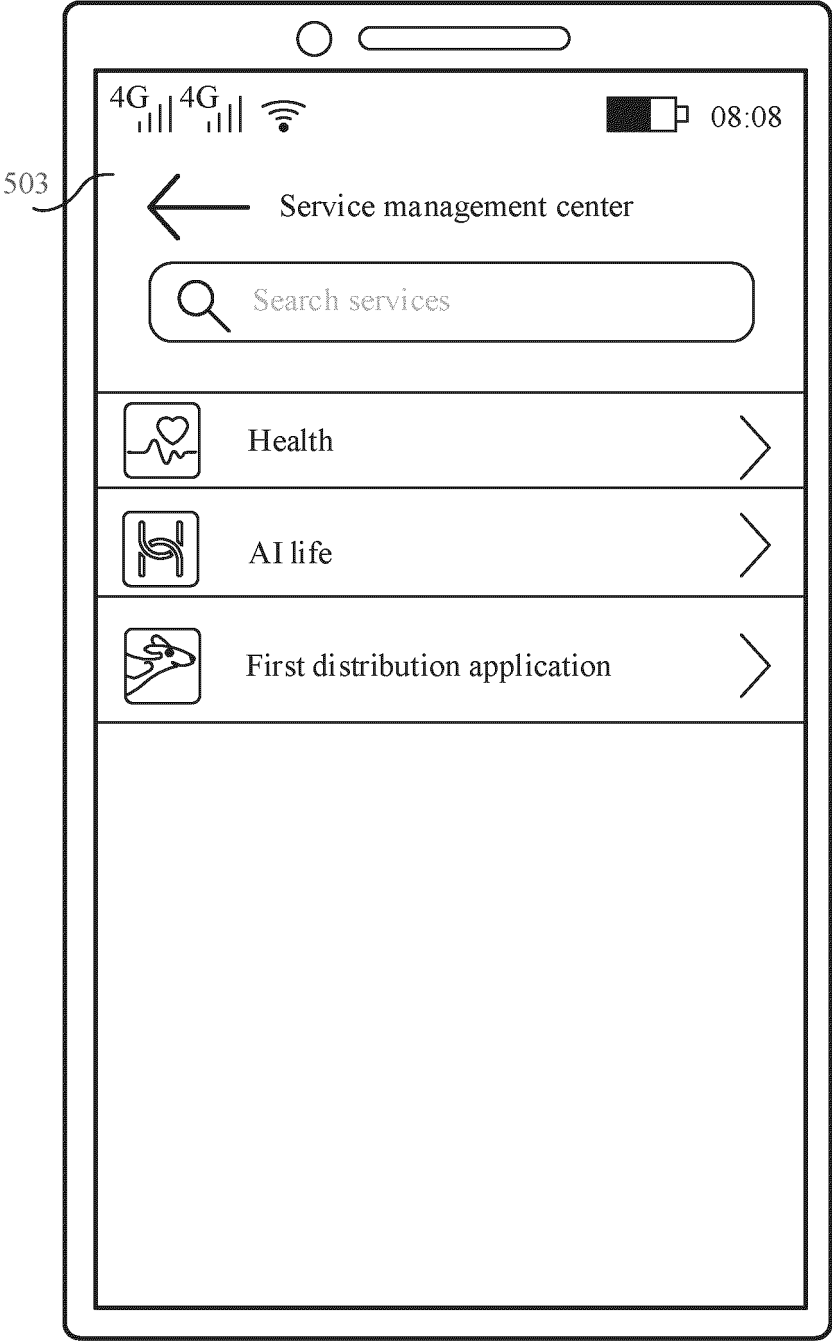 4G 4G 08:08
503
Service management center
Search services
Health
AI life
First distribution application